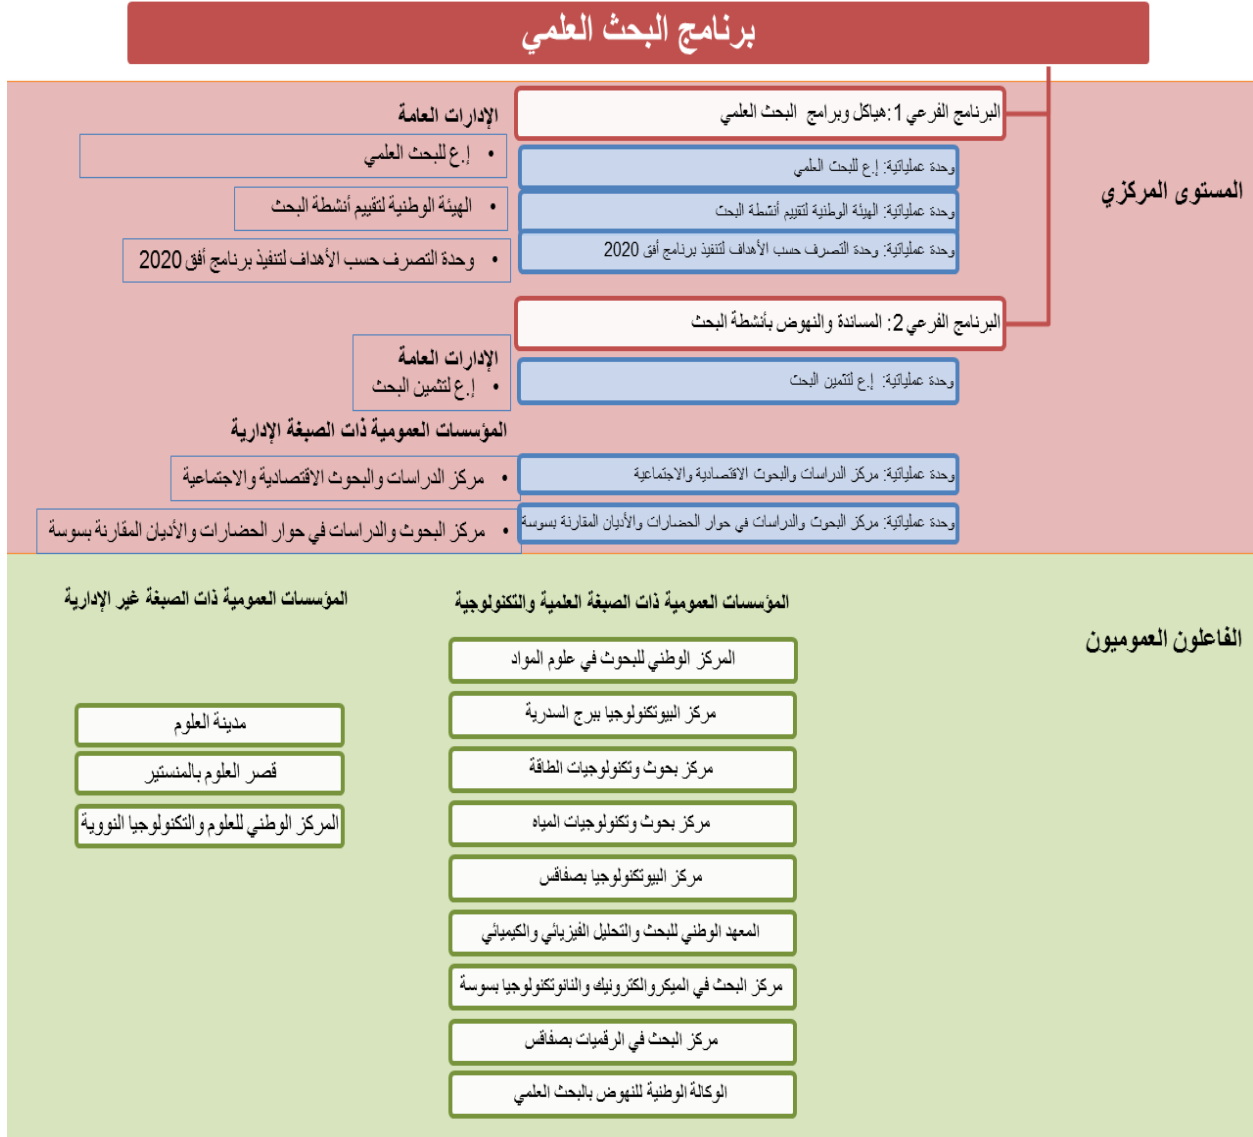 برنامج البحث العلمي
المستوى المركزي
البرنامج الفرعي 1:هياكل وبرامج البحث العلمي
الإدارات العامة
وحدة عملياتية: إ.ع للبحث العلمي
• إ.ع للبحث العلمي
وحدة عملياتية: الهيئة الوطنية لتقييم أنشطة البحث
• الهيئة الوطنية لتقييم أنشطة البحث
وحدة عملياتية: وحدة التصرف حسب الأهداف لتنفيذ برنامج أفق 2020
• وحدة التصرف حسب الأهداف لتنفيذ برنامج أفق 2020
البرنامج الفرعي 2: المساندة والنهوض بأنشطة البحث
الإدارات العامة
وحدة عملياتية: إ.ع لتثمين البحث
• إ.ع لتثمين البحث
المؤسسات العمومية ذات الصبغة الإدارية
وحدة عملياتية: مركز الدراسات والبحوث الاقتصادية والاجتماعية
• مركز الدراسات والبحوث الاقتصادية والاجتماعية
وحدة عملياتية: مركز البحوث والدراسات في حوار الحضارات والأديان المقارنة بسوسة
• مركز البحوث والدراسات في حوار الحضارات والأديان المقارنة بسوسة
الفاعلون العموميون
المؤسسات العمومية ذات الصبغة العلمية والتكنولوجية
المركز الوطني للبحوث في علوم المواد
مركز البيوتكنولوجيا ببرج السدرية
مركز بحوث وتكنولوجيات الطاقة
مركز بحوث وتكنولوجيات المياه
مركز البيوتكنولوجيا بصفاقس
المعهد الوطني للبحث والتحليل الفيزيائي والكيميائي
مركز البحث في الميكروالكترونيك والنانوتكنولوجيا بسوسة
مركز البحث في الرقميات بصفاقس
الوكالة الوطنية للنهوض بالبحث العلمي
المؤسسات العمومية ذات الصبغة غير الإدارية
مدينة العلوم
قصر العلوم بالمنستير
المركز الوطني للعلوم والتكنولوجيا النووية